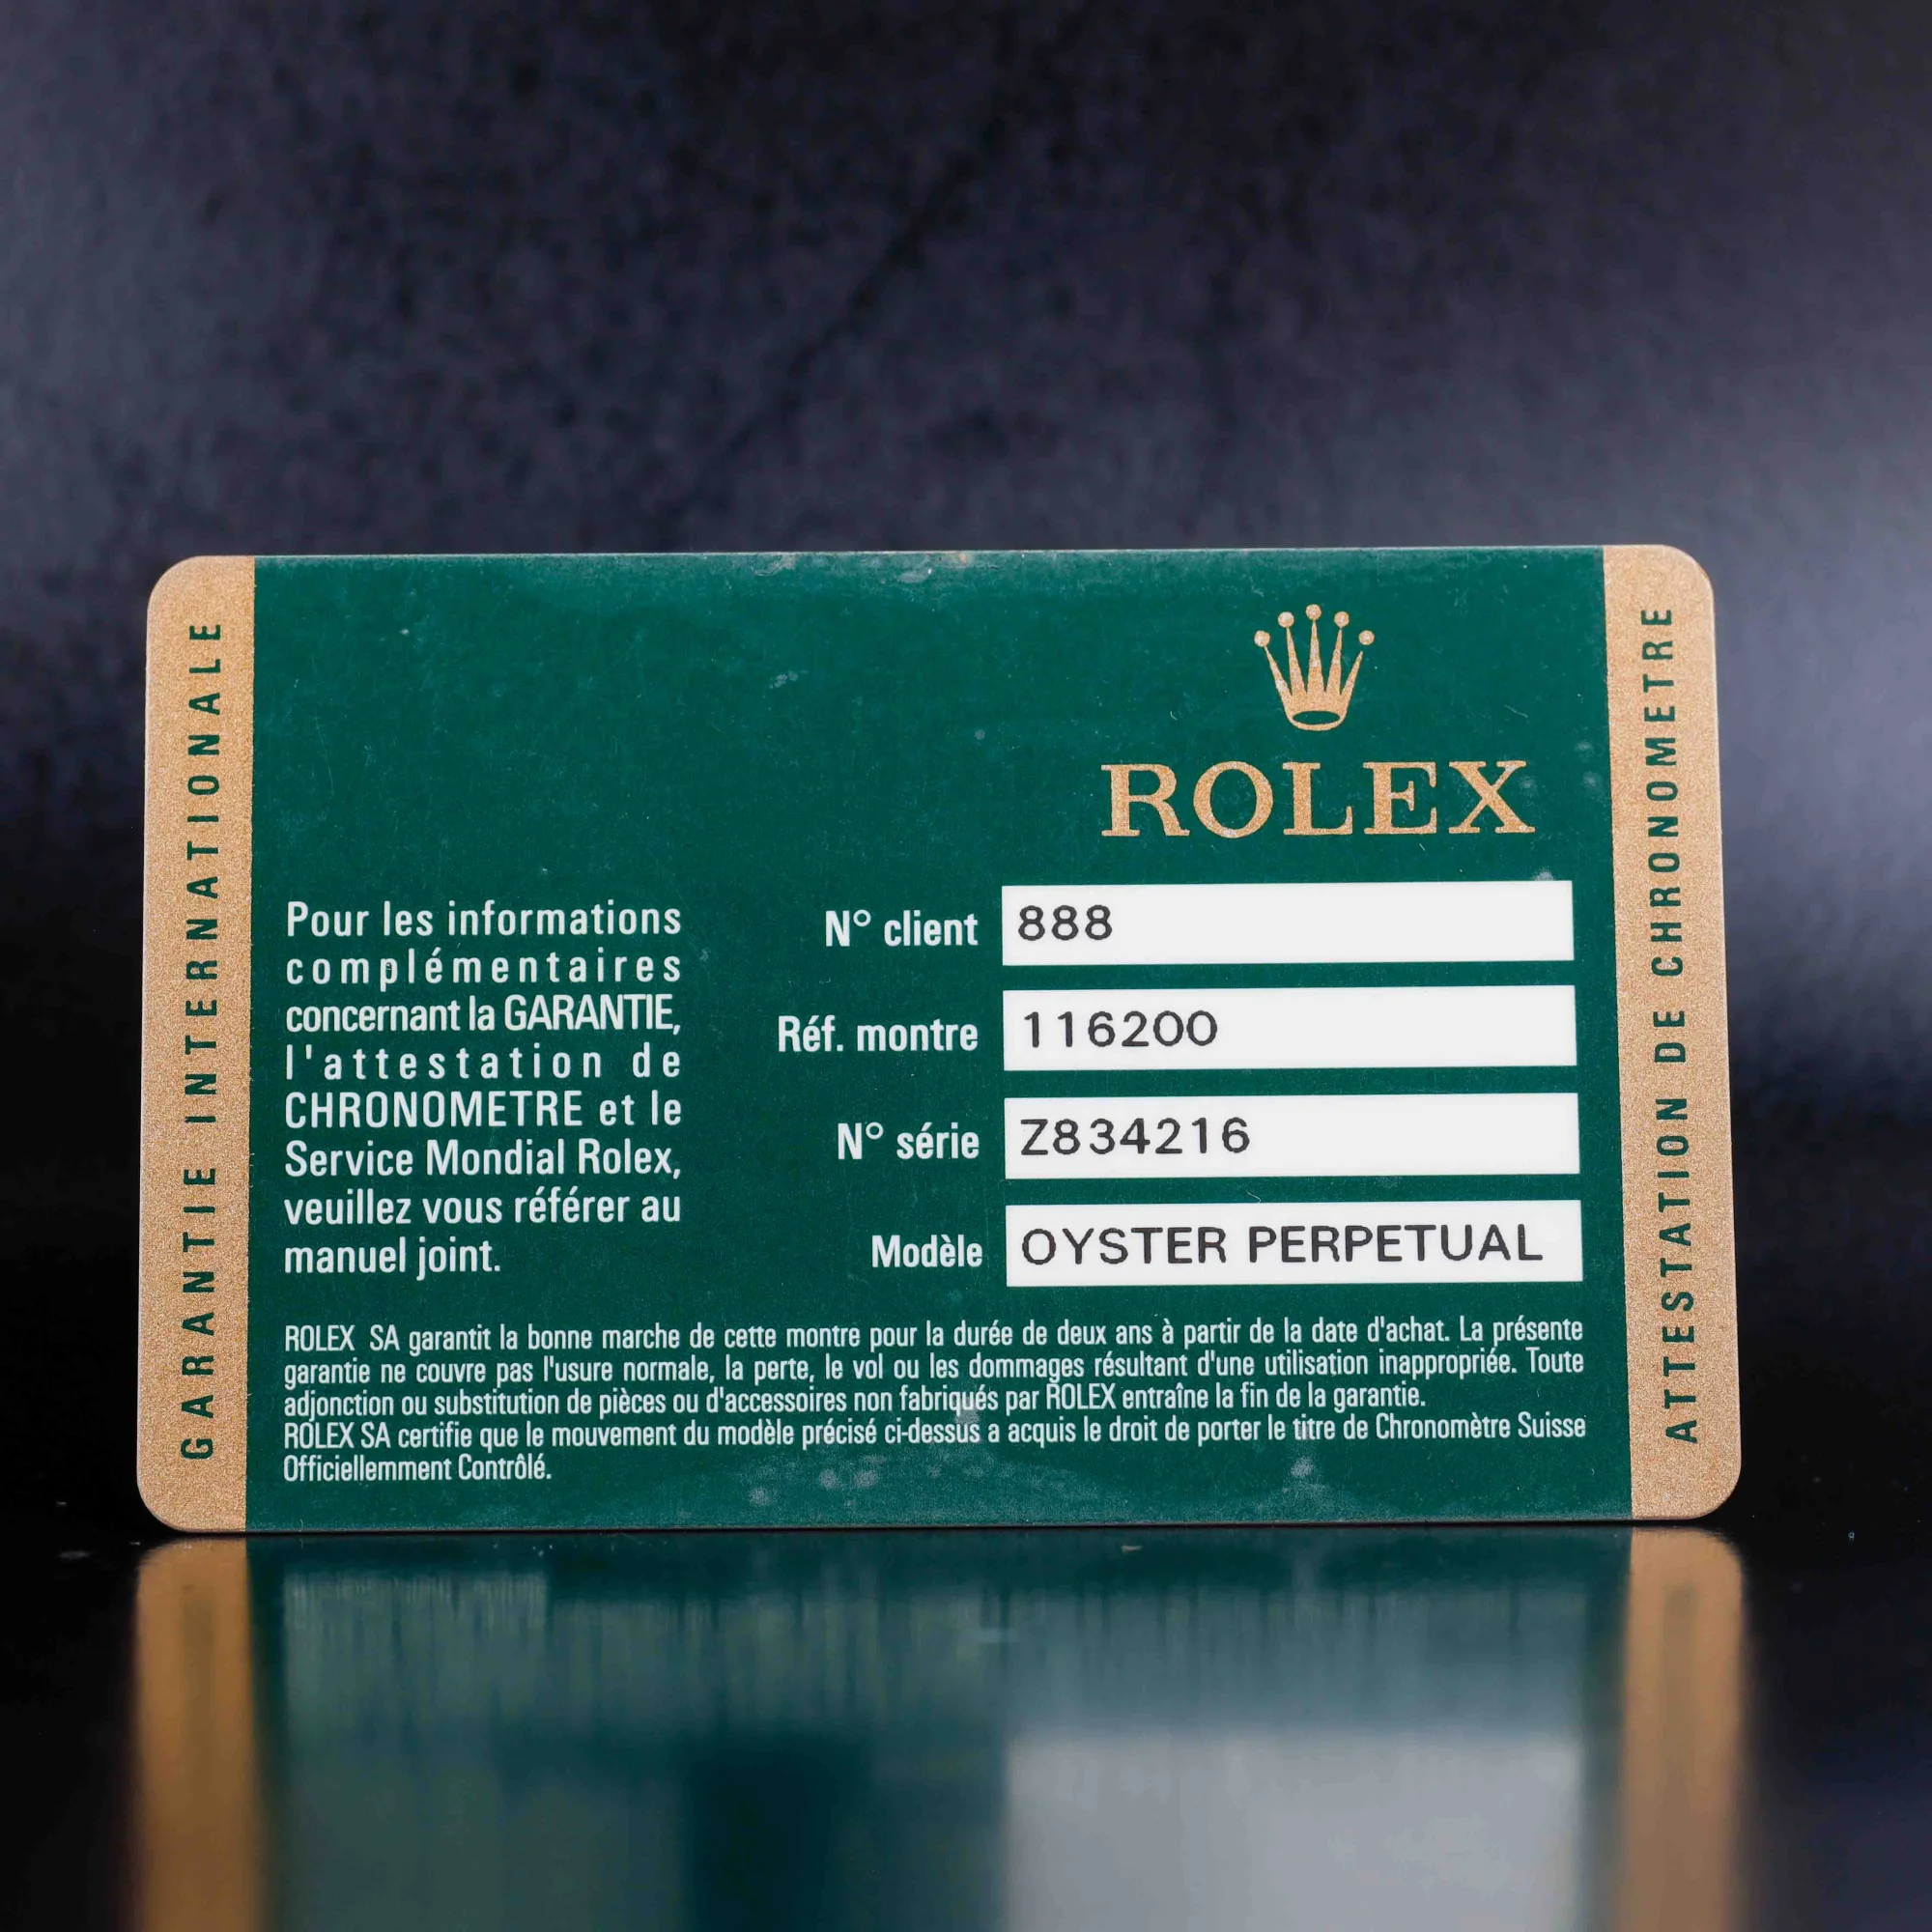 GARANTIE INTERNATIONALE
ROLEX
Pour les informations
complémentaires
concernant la GARANTIE,
l'attestation de
CHRONOMETRE et le
Service Mondial Rolex,
veuillez vous référer au
manuel joint.
N° client 888
Réf. montre 116200
N° série Z834216
Modèle OYSTER PERPETUAL
ROLEX SA garantit la bonne marche de cette montre pour la durée de deux ans à partir de la date d'achat. La présente
garantie ne couvre pas l'usure normale, la perte, le vol ou les dommages résultant d'une utilisation inappropriée. Toute
adjonction ou substitution de pièces ou d'accessoires non fabriqués par ROLEX entraîne la fin de la garantie.
ROLEX SA certifie que le mouvement du modèle précisé ci-dessus a acquis le droit de porter le titre de Chronomètre Suisse
Officiellemment Contrôlé.
ATTESTATION DE CHRONOMETRE